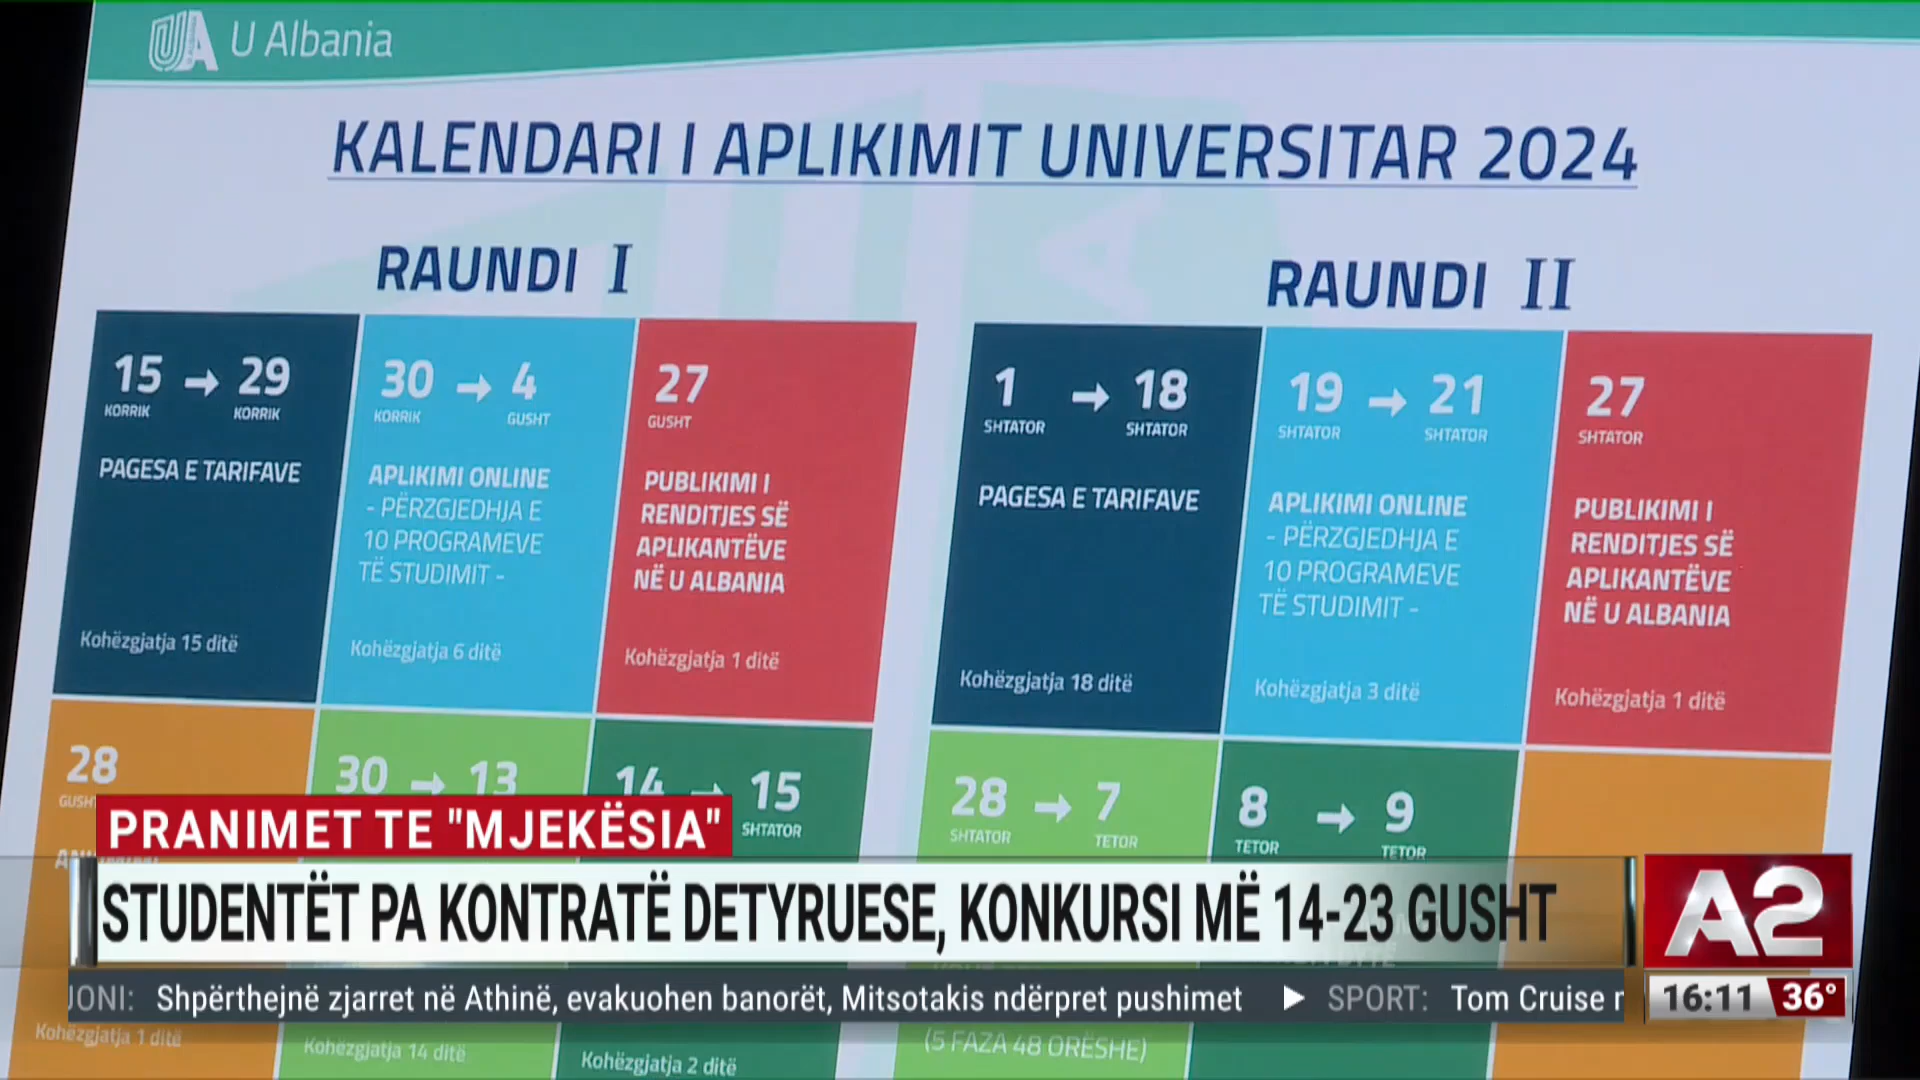 UA U Albania
KALENDARI I APLIKIMIT UNIVERSITAR 2024
RAUNDI I
15 → 29
KORRIK KORRIK
PAGESA E TARIFAVE
Kohëzgjatja 15 ditë
30 → 4
KORRIK GUSHT
APLIKIMI ONLINE
- PËRZGJEDHJA E
10 PROGRAMEVE
TË STUDIMIT -
Kohëzgjatja 6 ditë
27
GUSHT
PUBLIKIMI I
RENDITJES SË
APLIKANTËVE
NË U ALBANIA
Kohëzgjatja 1 ditë
28
30 → 13
14 → 15
SHTATOR
Kohëzgjatja 1 ditë
Kohëzgjatja 14 ditë
Kohëzgjatja 2 ditë
RAUNDI II
1 → 18
SHTATOR SHTATOR
PAGESA E TARIFAVE
Kohëzgjatja 18 ditë
19 → 21
SHTATOR SHTATOR
APLIKIMI ONLINE
- PËRZGJEDHJA E
10 PROGRAMEVE
TË STUDIMIT -
Kohëzgjatja 3 ditë
27
SHTATOR
PUBLIKIMI I
RENDITJES SË
APLIKANTËVE
NË U ALBANIA
Kohëzgjatja 1 ditë
28 → 7
SHTATOR TETOR
8 → 9
TETOR TETOR
(5 FAZA 48 ORËSHE)
PRANIMET TE "MJEKËSIA"
STUDENTËT PA KONTRATË DETYRUESE, KONKURSI MË 14-23 GUSHT
A2
JONI: Shpërthejnë zjarret në Athinë, evakuohen banorët, Mitsotakis ndërpret pushimet ▶ SPORT: Tom Cruise
16:11 36°